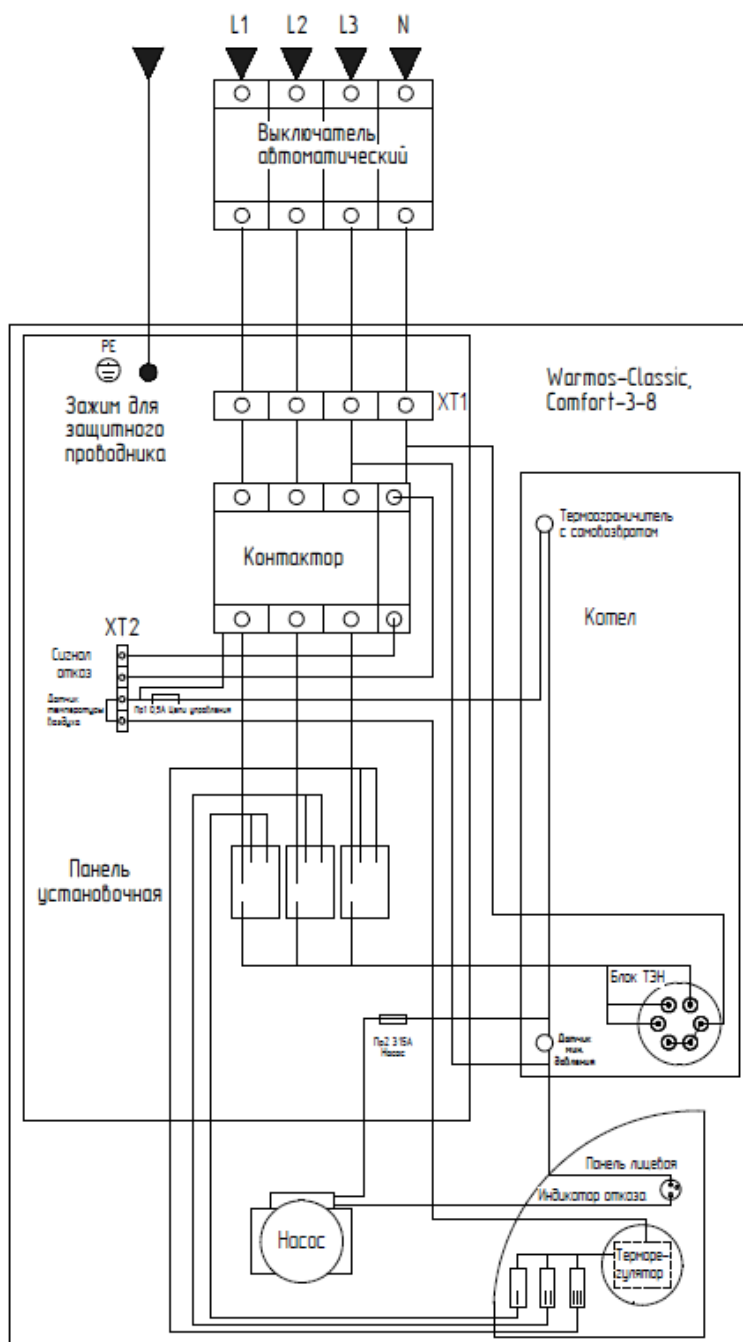 L1 L2 L3 N
Выключатель
автоматический
PE
Зажим для
защитного
проводника
XT1
Warmos-Classic,
Comfort-3-8
Термоограничитель
с самовозвратом
Контактор
Котел
XT2
Сигнал
отказ
Датчик
температуры
воздуха
Пр1 0,5А Цепи управления
Панель
установочная
Блок ТЭН
Пр2 3 15А
Насос
Датчик
мин.
давления
Панель лицевая
Индикатор отказа
Насос
Терморе-
гулятор
I II III